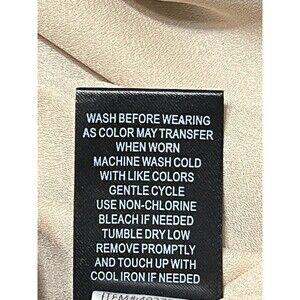 WASH BEFORE WEARING
AS COLOR MAY TRANSFER
WHEN WORN
MACHINE WASH COLD
WITH LIKE COLORS
GENTLE CYCLE
USE NON-CHLORINE
BLEACH IF NEEDED
TUMBLE DRY LOW
REMOVE PROMPTLY
AND TOUCH UP WITH
COOL IRON IF NEEDED